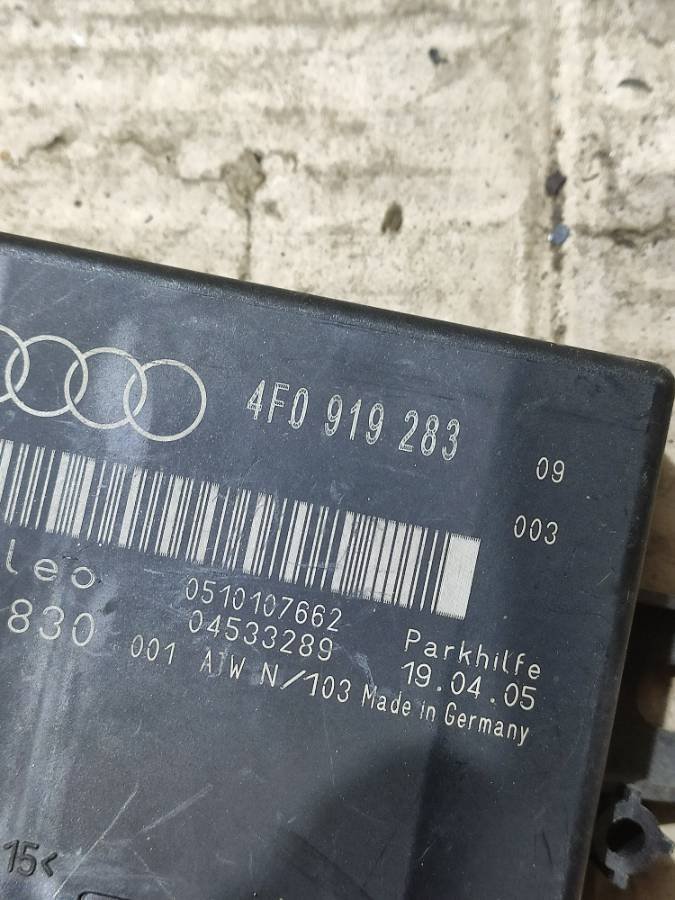 4F0 919 283
09
003
leo
0510107662
830
04533289
Parkhilfe
001 A W N/103
19.04.05
Made in Germany
15<